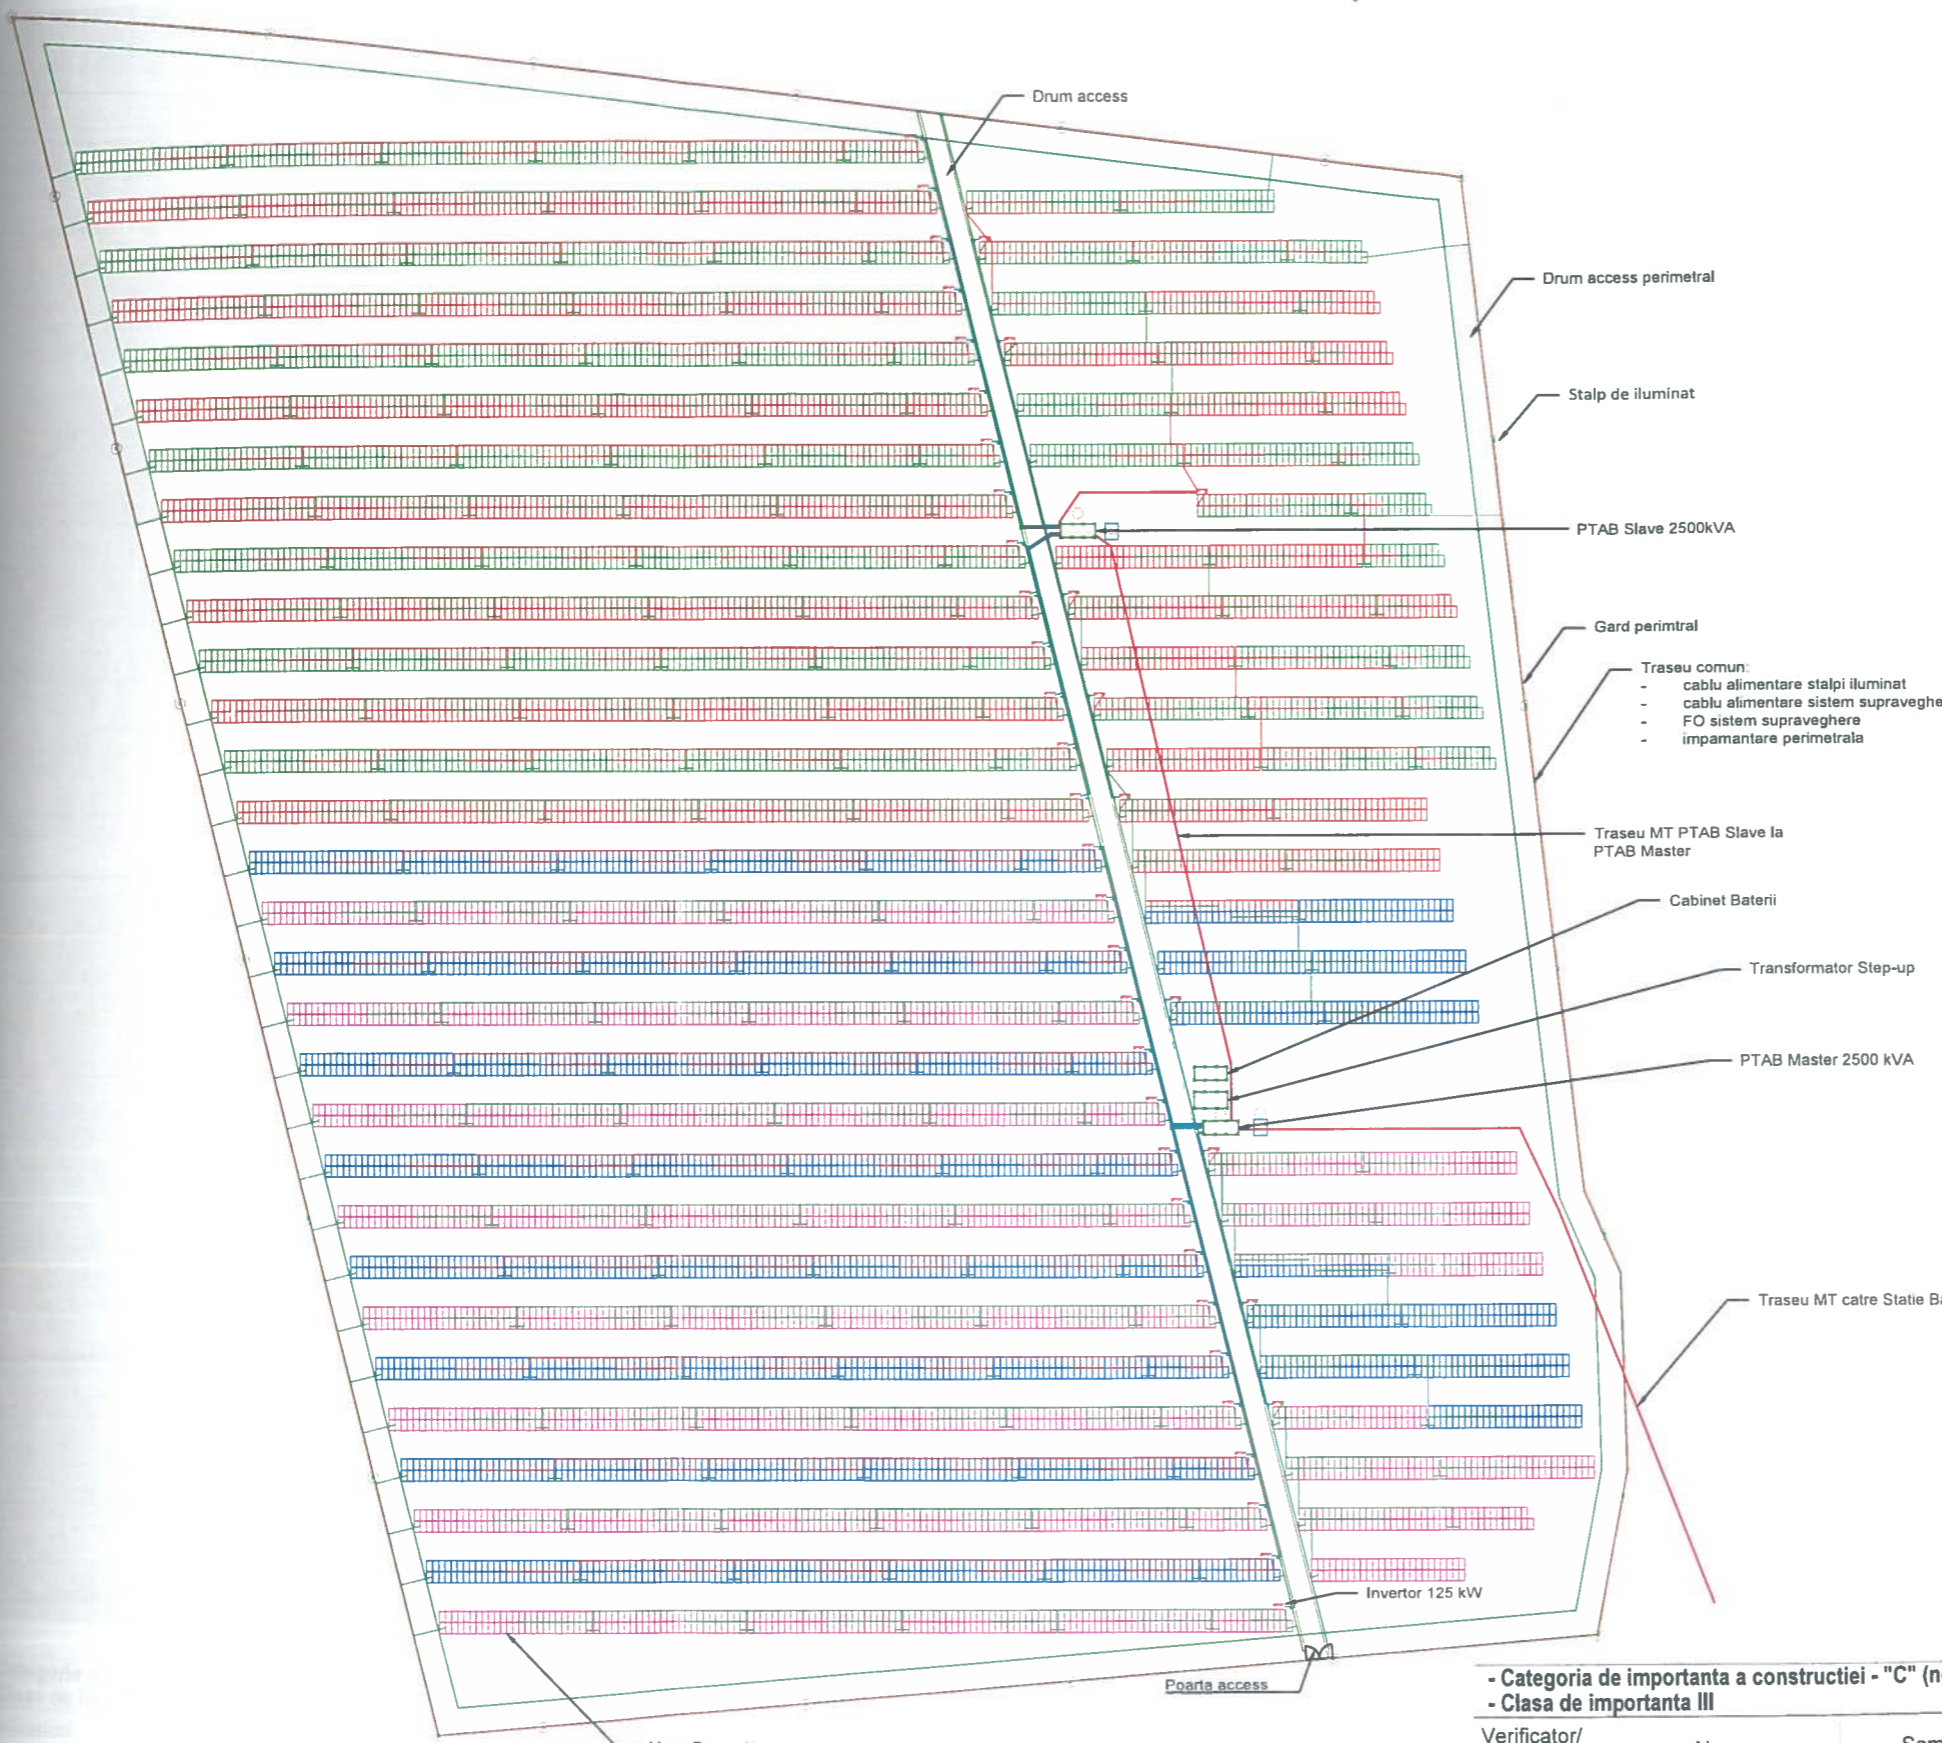 Drum access
Drum access perimetral
Stalp de iluminat
PTAB Slave 2500kVA
Gard perimtral
Traseu comun:
- cablu alimentare stalpi iluminat
- cablu alimentare sistem supraveghe
- FO sistem supraveghere
- impamantare perimetrala
Traseu MT PTAB Slave la
PTAB Master
Cabinet Baterii
Transformator Step-up
PTAB Master 2500 kVA
Traseu MT catre Statie Ba
Invertor 125 kW
Poarta access
- Categoria de importanta a constructiei - "C" (n
- Clasa de importanta III
Verificator/